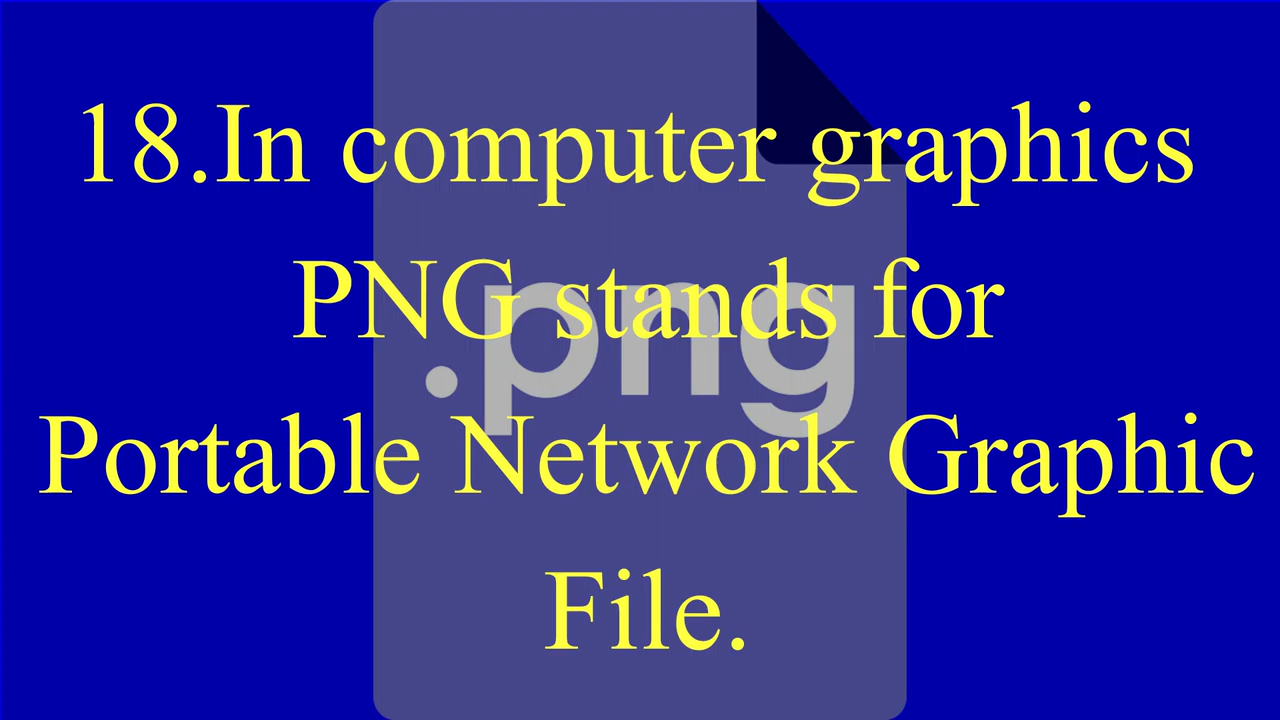 18.In computer graphics
PNG stands for
.png
Portable Network Graphic
File.